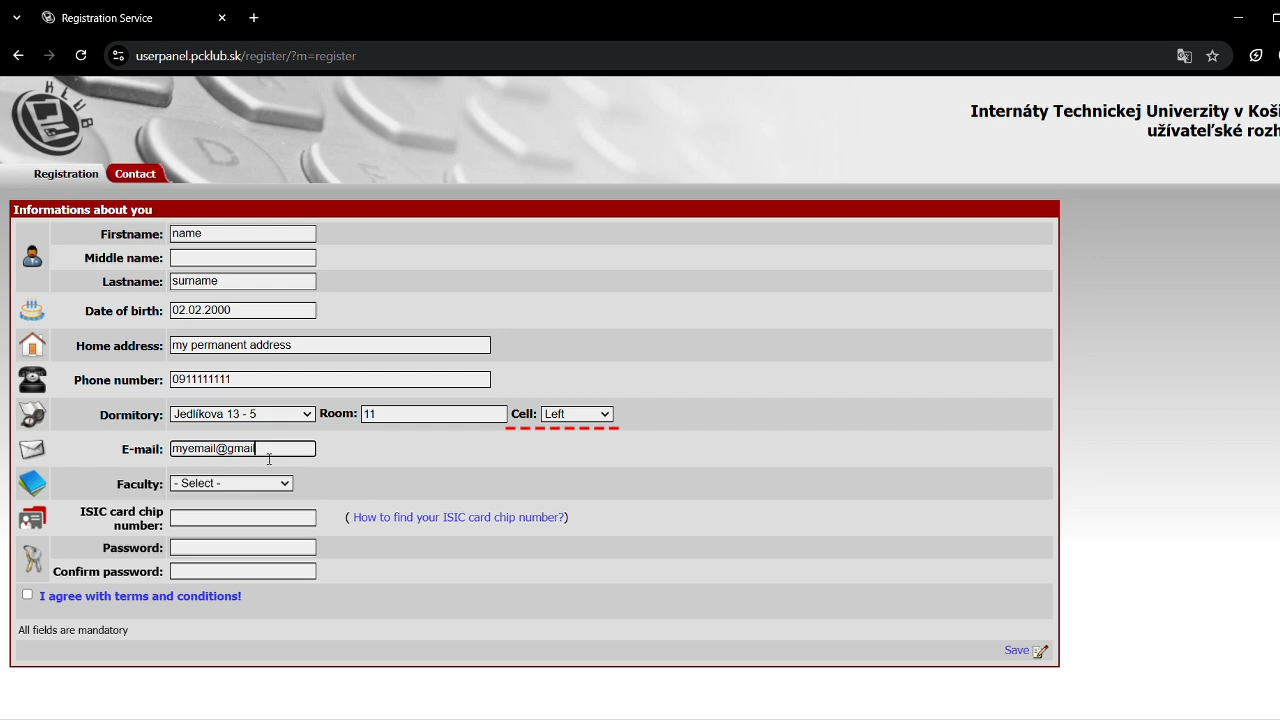 Registration Service
userpanel.pcklub.sk/register/?m=register
KLUB
Internáty Technickej Univerzity v Koši
užívateľské rozh
Registration Contact
Informations about you
Firstname: name
Middle name:
Lastname: surname
Date of birth: 02.02.2000
Home address: my permanent address
Phone number: 0911111111
Dormitory: Jedlíkova 13 - 5 Room: 11 Cell: Left
E-mail: myemail@gmail
Faculty: - Select -
ISIC card chip
number: ( How to find your ISIC card chip number?)
Password:
Confirm password:
I agree with terms and conditions!
All fields are mandatory
Save